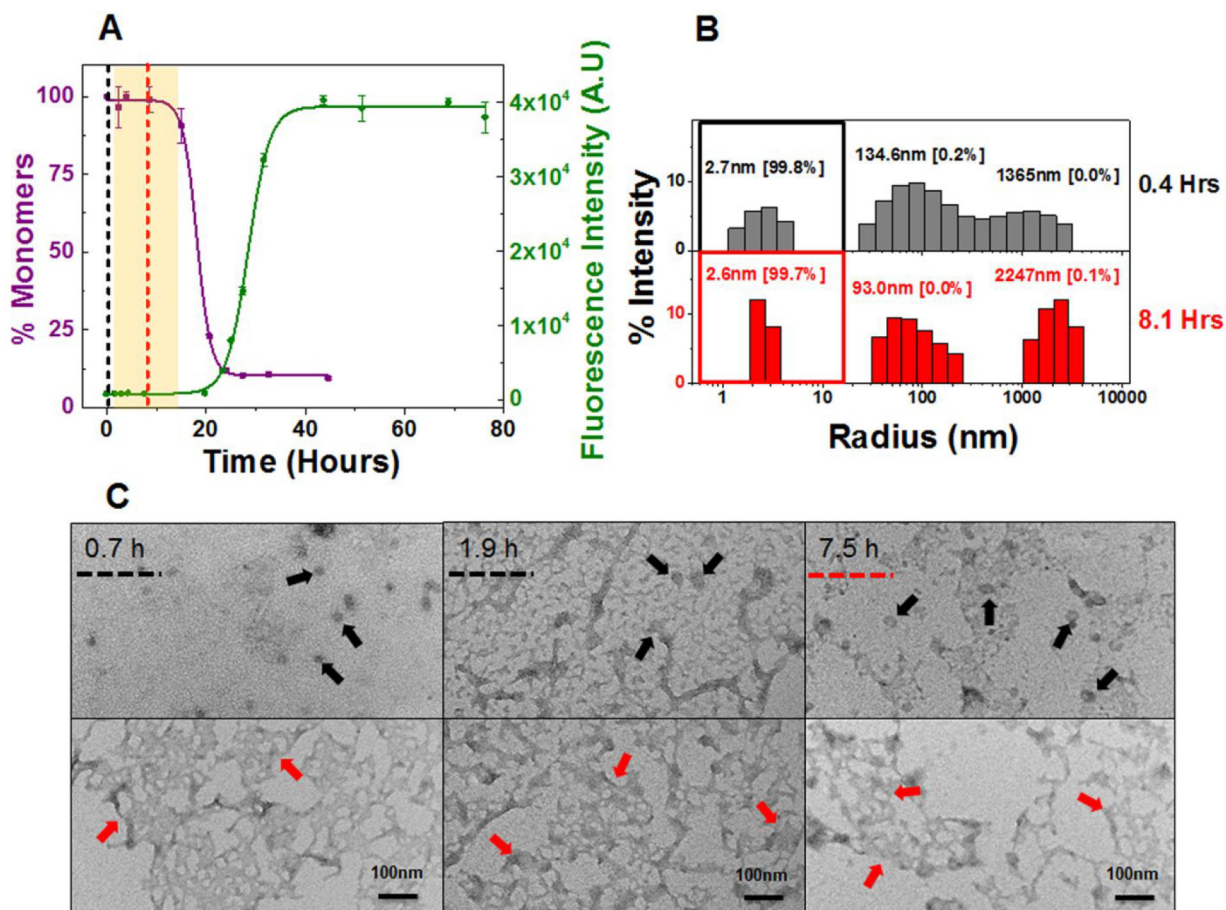 A
% Monomers
100
75
50
25
0
0
20
40
60
80
Time (Hours)
4x10⁴
3x10⁴
2x10⁴
1x10⁴
0
Fluorescence Intensity (A.U)
B
% Intensity
10
0
10
0
2.7nm [99.8%]
134.6nm [0.2%]
1365nm [0.0%]
0.4 Hrs
2.6nm [99.7%]
93.0nm [0.0%]
2247nm [0.1%]
8.1 Hrs
1
10
100
1000
10000
Radius (nm)
C
0.7 h
1.9 h
7.5 h
100nm
100nm
100nm